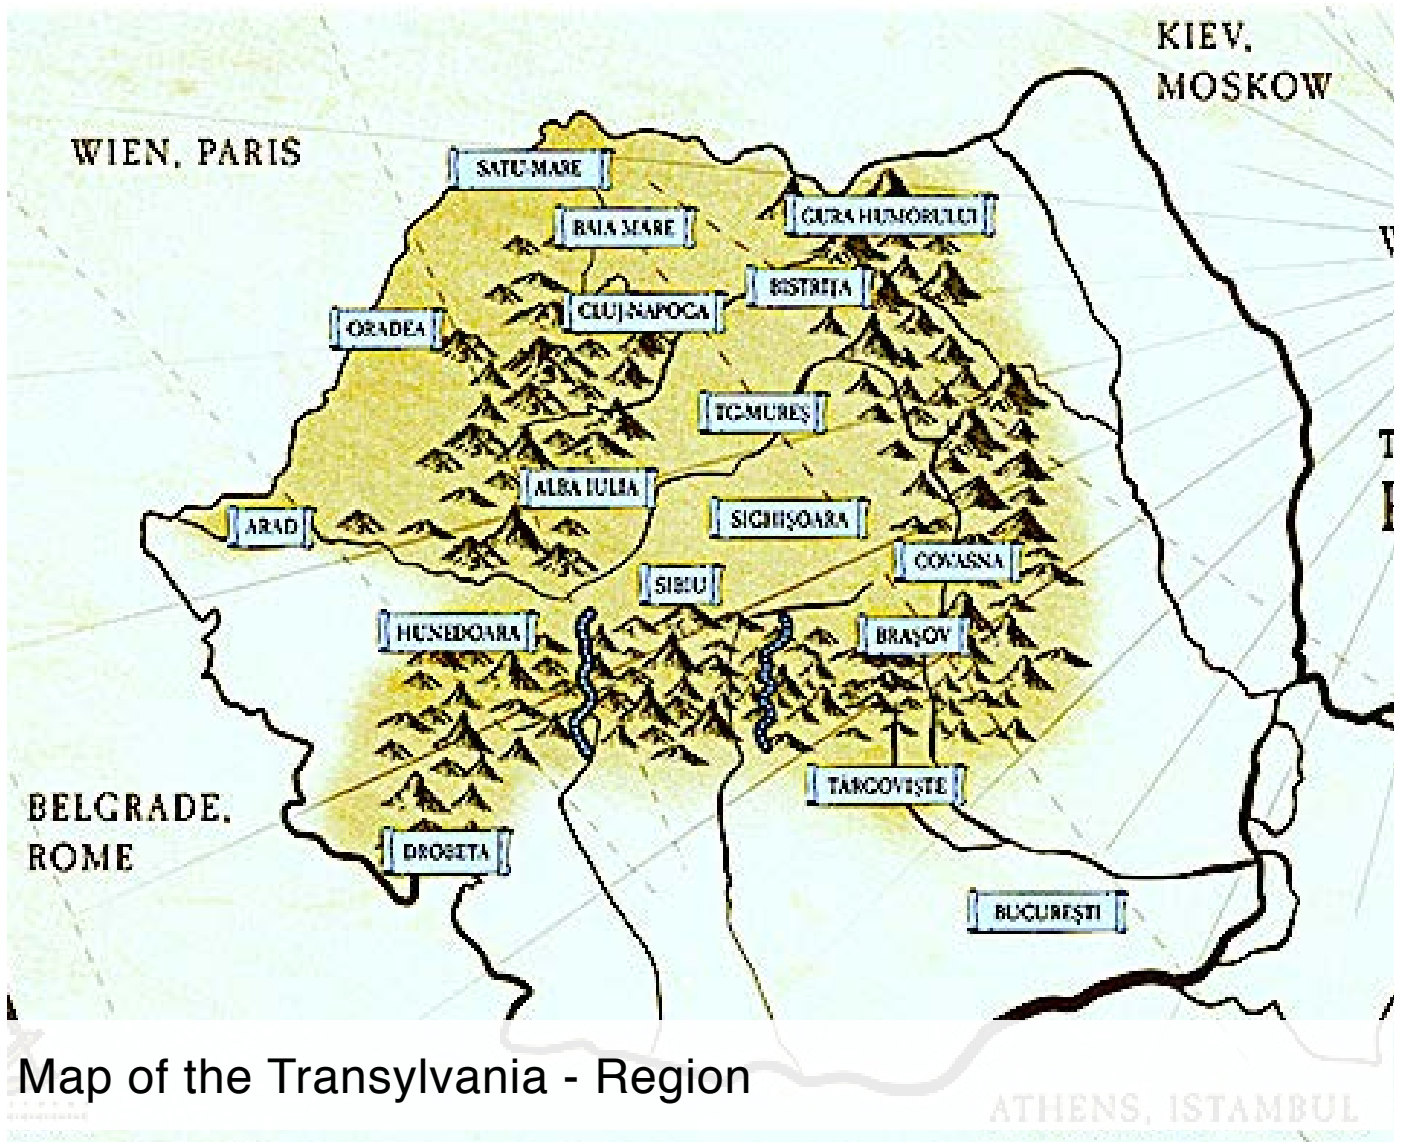 KIEV,
MOSKOW
WIEN, PARIS
SATU-MARE
BAIA MARE
GURA HUMORULUI
BISTRIȚA
CLUJ-NAPOCA
ORADEA
TG-MUREȘ
ALBA IULIA
SIGHIȘOARA
ARAD
COVASNA
SIBIU
HUNEDOARA
BRAȘOV
TARGOVIȘTE
BELGRADE,
ROME
DROBETA
BUCUREȘTI
Map of the Transylvania - Region
ATHENS, ISTAMBUL